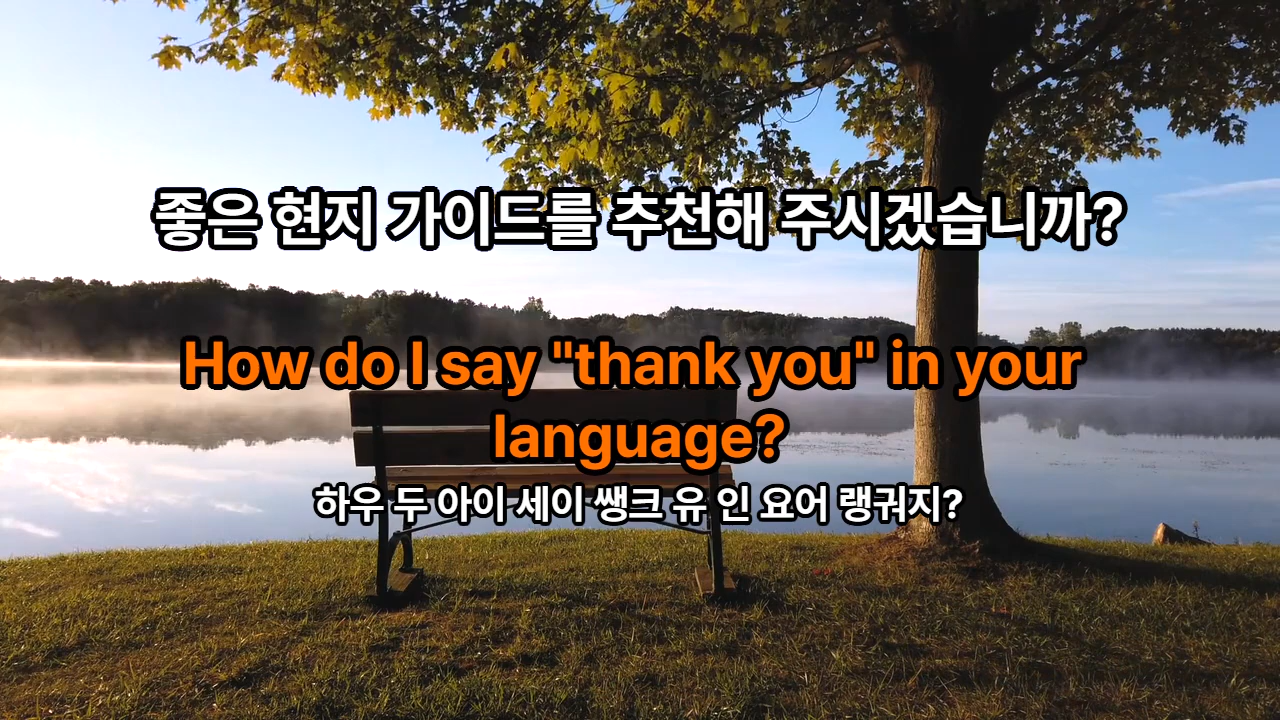 좋은 현지 가이드를 추천해 주시겠습니까?
How do I say "thank you" in your
language?
하우 두 아이 세이 쌩크 유 인 요어 랭궈지?